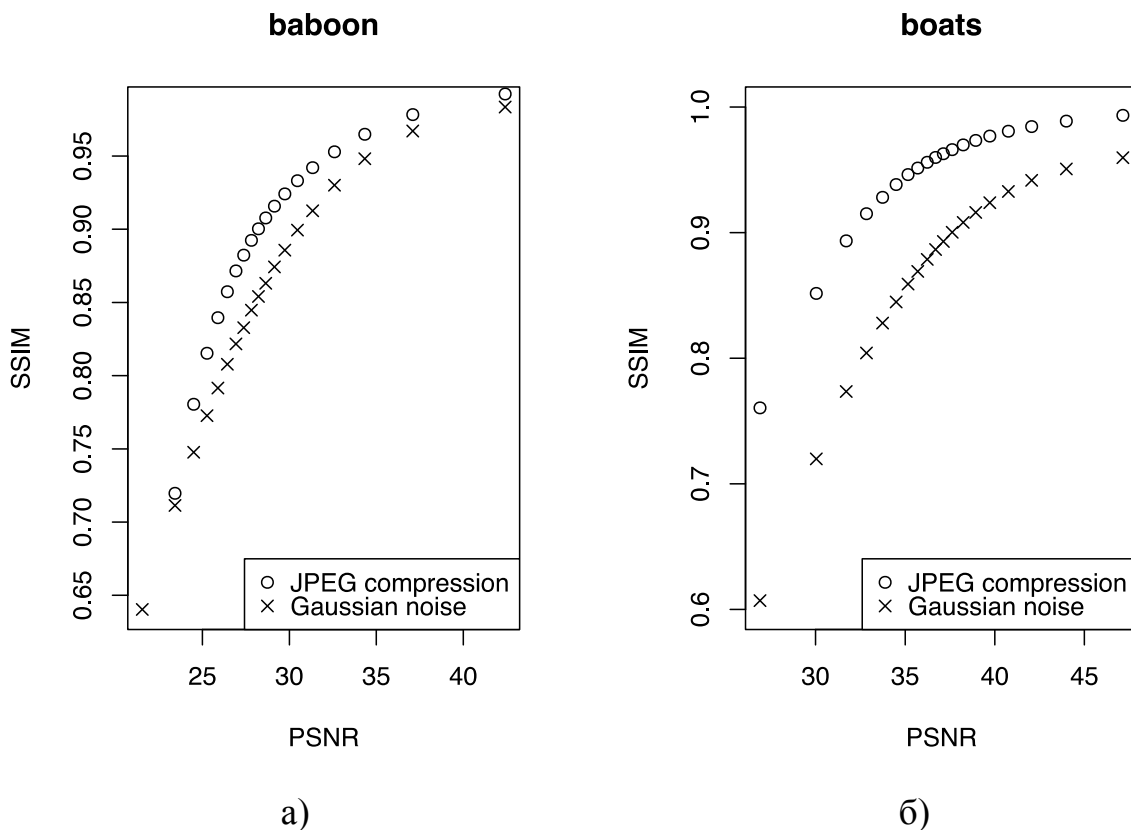 baboon
SSIM
0.95
0.90
0.85
0.80
0.75
0.70
0.65
JPEG compression
Gaussian noise
25 30 35 40
PSNR
а)
boats
SSIM
1.0
0.9
0.8
0.7
0.6
JPEG compression
Gaussian noise
30 35 40 45
PSNR
б)